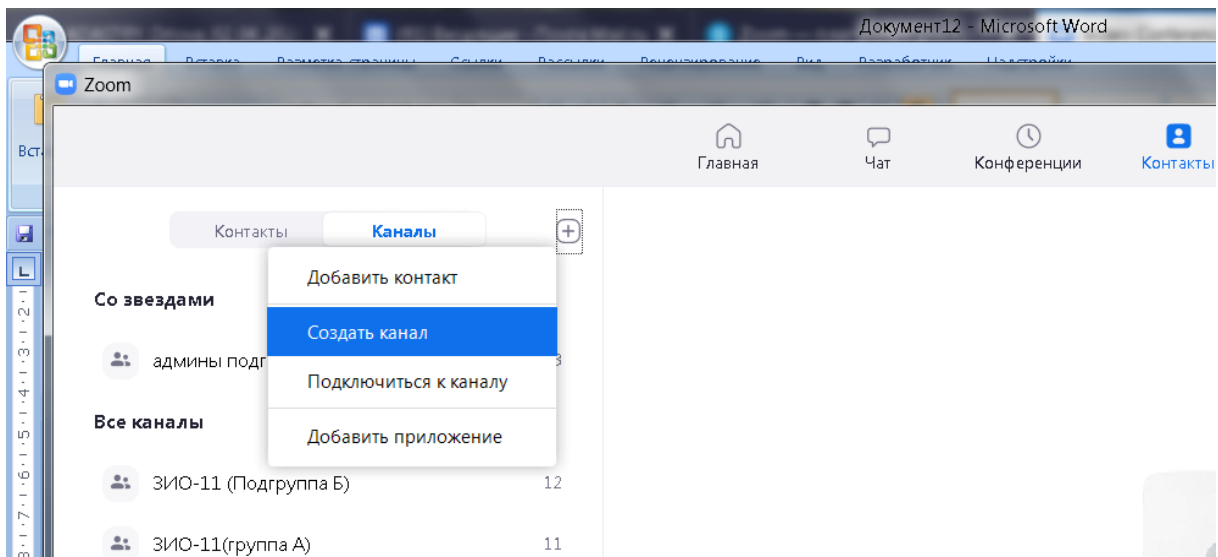 Документ12 - Microsoft Word
Главная Вставка Разметка страницы Ссылки Рассылки Рецензирование Вид Разработчик Надстройки
Zoom
Главная Чат Конференции Контакты
Контакты Каналы
Добавить контакт
Со звездами
Создать канал
админы
Подключиться к каналу
Все каналы
Добавить приложение
ЗИО-11 (Подгруппа Б) 12
ЗИО-11(группа А) 11